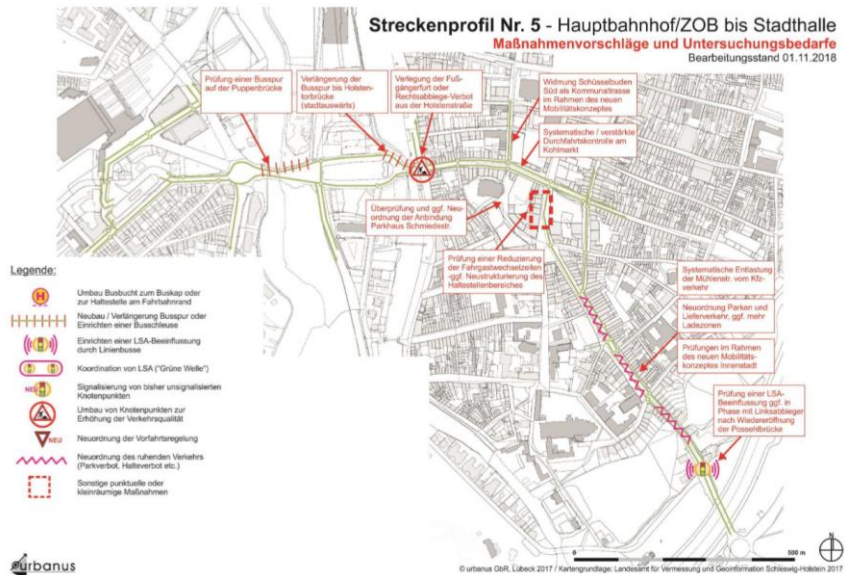 Streckenprofil Nr. 5 - Hauptbahnhof/ZOB bis Stadthalle
Maßnahmenvorschläge und Untersuchungsbedarfe
Bearbeitungsstand 01.11.2018
Prüfung einer Busspur
auf der Puppenbrücke
Verlängerung der
Busspur bis Holsten-
torbrücke
(stadtauswärts)
Verlegung der Fuß-
gängerfurt oder
Rechtsabbiege-Verbot
aus der Holstenstraße
Widmung Schüsselbuden
Süd als Kommunaltrasse
im Rahmen des neuen
Mobilitätskonzeptes
Systematische / verstärkte
Durchfahrtskontrolle am
Kohlmarkt
Überprüfung und ggf. Neu-
ordnung der Anbindung
Parkhaus Schmiedestr.
Prüfung einer Reduzierung
der Fahrgastwechselzeiten
-ggf. Neustrukturierung des
Haltestellenbereiches
Systematische Entlastung
der Mühlenstr. vom Kfz-
verkehr
Neuordnung Parken und
Lieferverkehr, ggf. mehr
Ladezonen
Prüfungen im Rahmen
des neuen Mobilitäts-
konzeptes Innenstadt
Prüfung einer LSA-
Beeinflussung ggf. in
Phase mit Linksabbieger
nach Wiedereröffnung
der Possehlbrücke
Legende:
H
Umbau Busbucht zum Buskap oder
zur Haltestelle am Fahrbahnrand
Neubau / Verlängerung Busspur oder
Einrichten einer Busschleuse
Einrichten einer LSA-Beeinflussung
durch Linienbusse
Koordination von LSA ("Grüne Welle")
NEU
Signalisierung von bisher unsignalisierten
Knotenpunkten
Umbau von Knotenpunkten zur
Erhöhung der Verkehrsqualität
NEU
Neuordnung der Vorfahrtsregelung
Neuordnung des ruhenden Verkehrs
(Parkverbot, Halteverbot etc.)
Sonstige punktuelle oder
kleinräumige Maßnahmen
0
500 m
N
urbanus
© urbanus GbR, Lübeck 2017 / Kartengrundlage: Landesamt für Vermessung und Geoinformation Schleswig-Holstein 2017